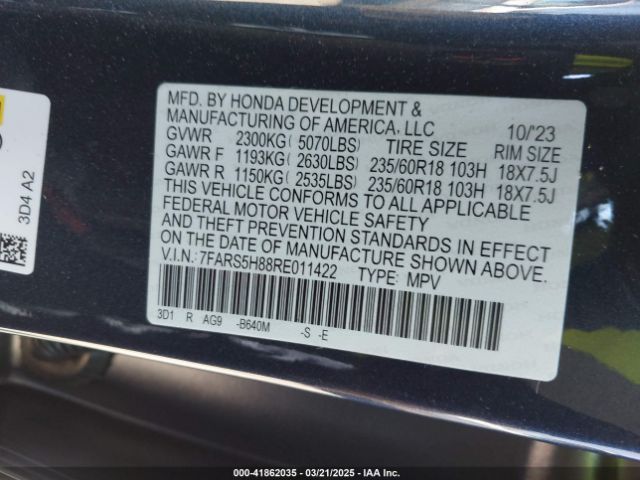 MFD. BY HONDA DEVELOPMENT &
MANUFACTURING OF AMERICA, LLC 10/'23
GVWR 2300KG( 5070LBS) TIRE SIZE RIM SIZE
GAWR F 1193KG( 2630LBS) 235/60R18 103H 18X7.5J
GAWR R 1150KG( 2535LBS) 235/60R18 103H 18X7.5J
THIS VEHICLE CONFORMS TO ALL APPLICABLE
FEDERAL MOTOR VEHICLE SAFETY
AND THEFT PREVENTION STANDARDS IN EFFECT
ON THE DATE OF MANUFACTURE SHOWN ABOVE.
V.I.N.: 7FARS5H88RE011422 TYPE: MPV
3D1 R AG9 -B640M -S -E
3D4 A2
000-41862035 - 03/21/2025 - IAA Inc.